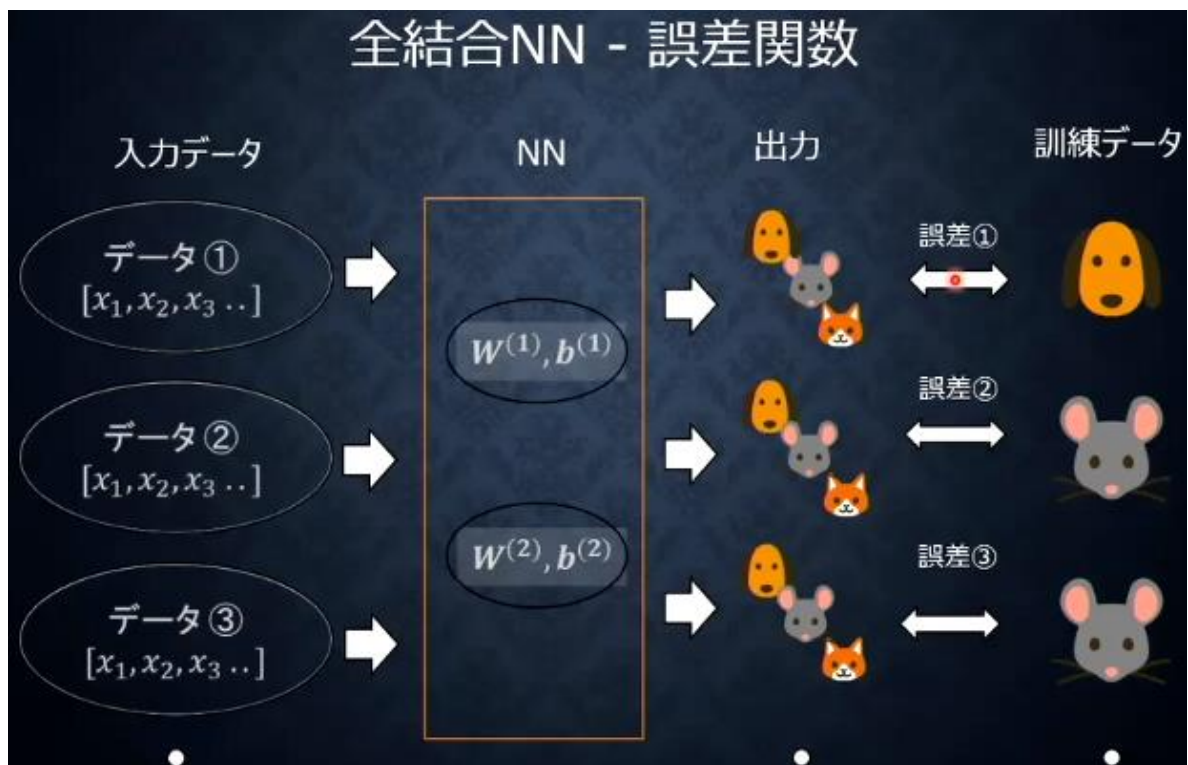 全結合NN - 誤差関数
入力データ
NN
出力
訓練データ
データ①
[x₁, x₂, x₃ ..]
誤差①
W⁽¹⁾, b⁽¹⁾
データ②
[x₁, x₂, x₃ ..]
誤差②
W⁽²⁾, b⁽²⁾
データ③
[x₁, x₂, x₃ ..]
誤差③